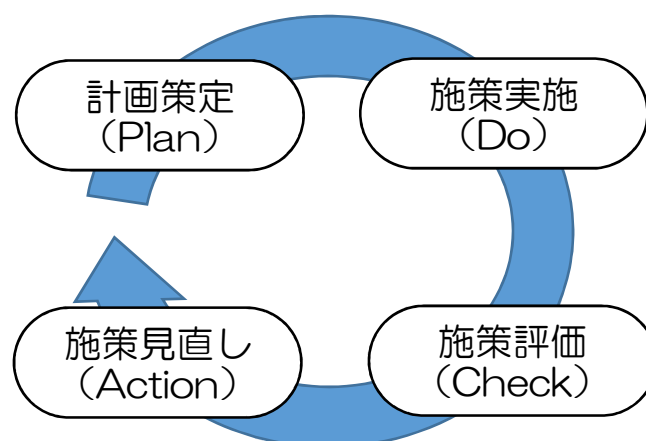 計画策定
（Plan）
施策実施
（Do）
施策評価
（Check）
施策見直し
（Action）